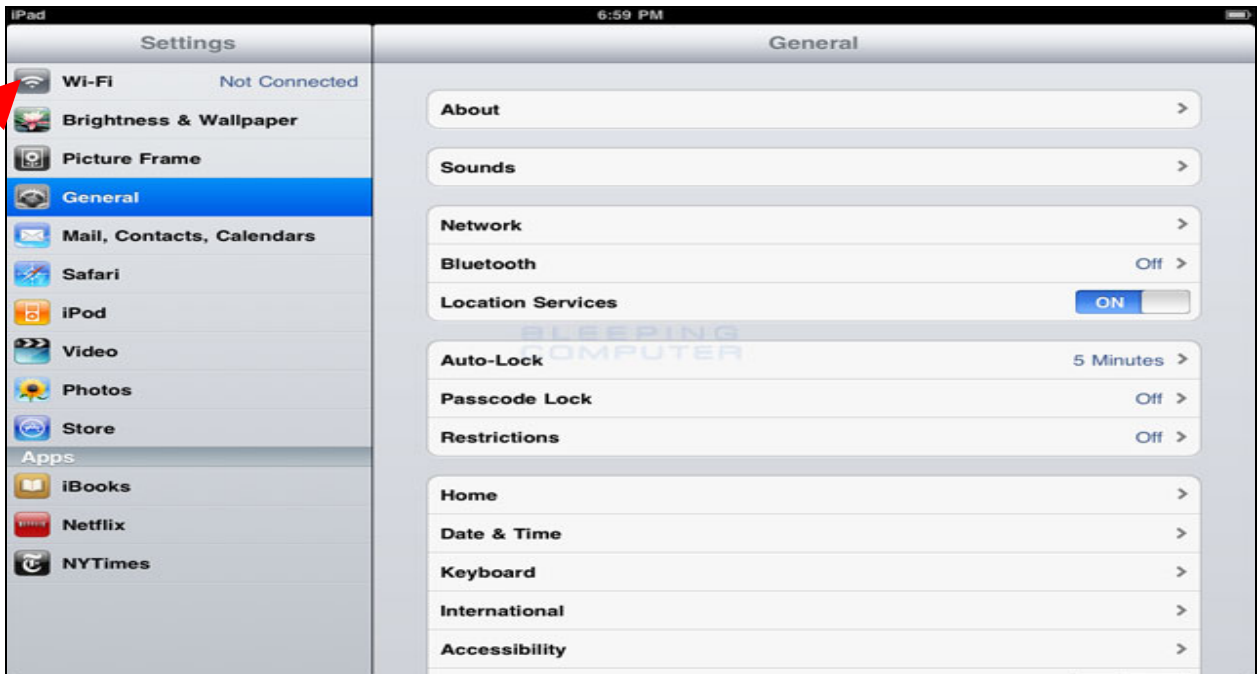 iPad 6:59 PM
Settings
General
Wi-Fi Not Connected
Brightness & Wallpaper
Picture Frame
General
Mail, Contacts, Calendars
Safari
iPod
Video
Photos
Store
Apps
iBooks
Netflix
NYTimes
About
Sounds
Network
Bluetooth Off
Location Services ON
BLEEPING
COMPUTER
Auto-Lock 5 Minutes
Passcode Lock Off
Restrictions Off
Home
Date & Time
Keyboard
International
Accessibility